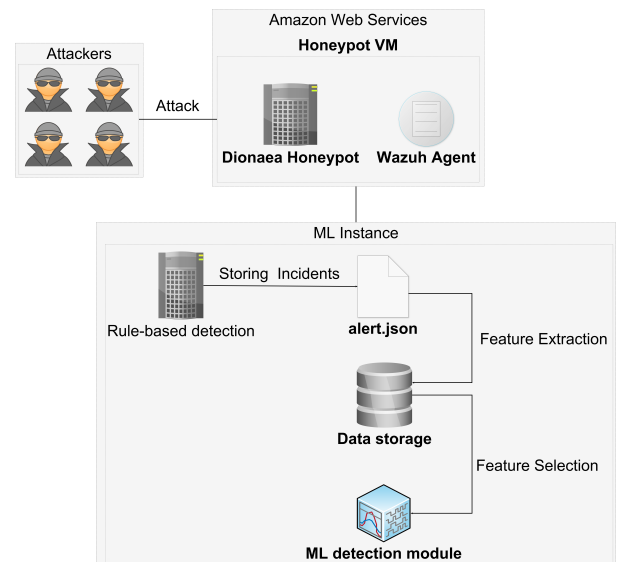 Amazon Web Services
Honeypot VM
Attackers
Attack
Dionaea Honeypot
Wazuh Agent
ML Instance
Storing Incidents
Rule-based detection
alert.json
Feature Extraction
Data storage
Feature Selection
ML detection module